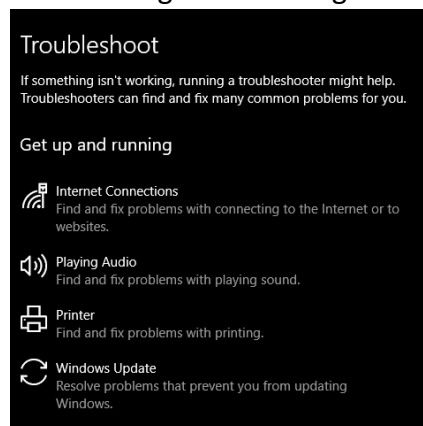 Troubleshoot
If something isn't working, running a troubleshooter might help.
Troubleshooters can find and fix many common problems for you.
Get up and running
Internet Connections
Find and fix problems with connecting to the Internet or to
websites.
Playing Audio
Find and fix problems with playing sound.
Printer
Find and fix problems with printing.
Windows Update
Resolve problems that prevent you from updating
Windows.